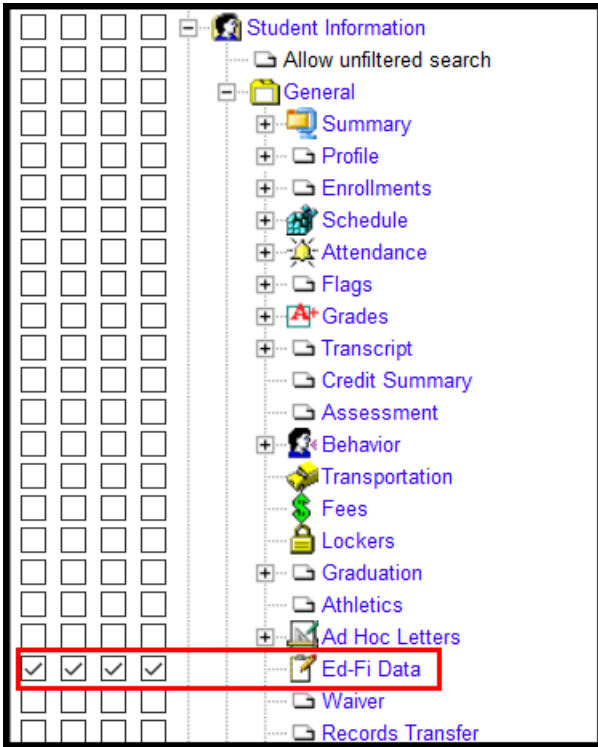 Student Information
Allow unfiltered search
General
Summary
Profile
Enrollments
Schedule
Attendance
Flags
A+ Grades
Transcript
Credit Summary
Assessment
Behavior
Transportation
$ Fees
Lockers
Graduation
Athletics
Ad Hoc Letters
Ed-Fi Data
Waiver
Records Transfer